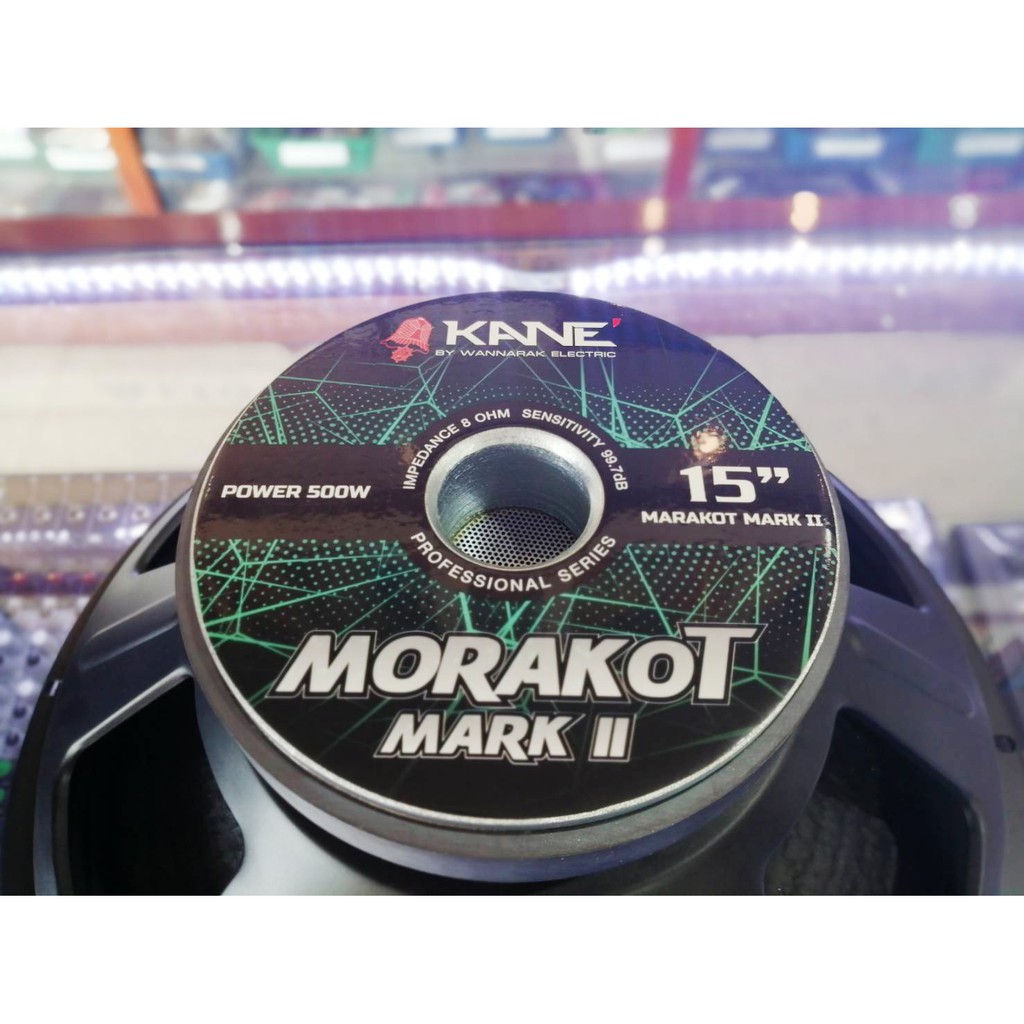 KANE'
BY WANNARAK ELECTRIC
IMPEDANCE 8 OHM SENSITIVITY 99.7dB
POWER 500W
15”
MARAKOT MARK II
PROFESSIONAL SERIES
MORAKOT
MARK II